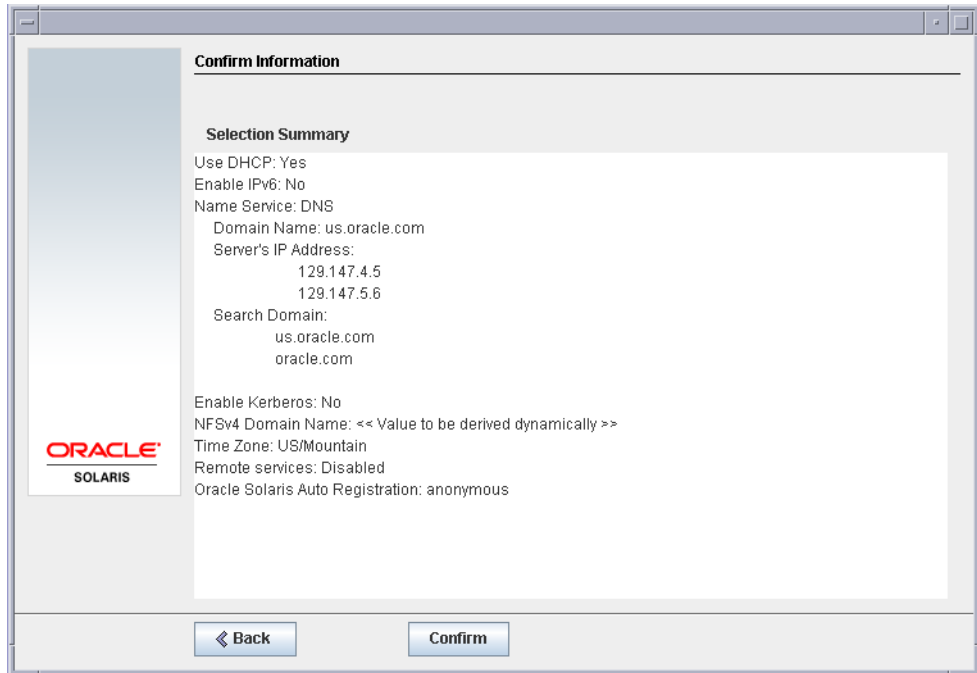 Confirm Information
Selection Summary
Use DHCP: Yes
Enable IPv6: No
Name Service: DNS
Domain Name: us.oracle.com
Server's IP Address:
129.147.4.5
129.147.5.6
Search Domain:
us.oracle.com
oracle.com
Enable Kerberos: No
NFSv4 Domain Name: << Value to be derived dynamically >>
Time Zone: US/Mountain
Remote services: Disabled
Oracle Solaris Auto Registration: anonymous
ORACLE
SOLARIS
Back
Confirm